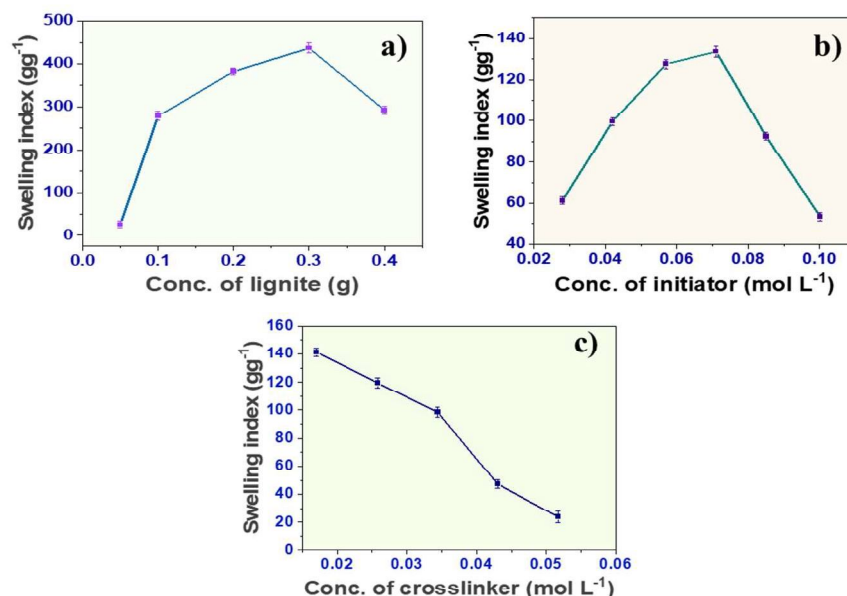 a)
Swelling index (gg-1)
500
400
300
200
100
0
0.0 0.1 0.2 0.3 0.4
Conc. of lignite (g)
b)
Swelling index (gg-1)
140
120
100
80
60
40
0.02 0.04 0.06 0.08 0.10
Conc. of initiator (mol L-1)
c)
Swelling index (gg-1)
160
140
120
100
80
60
40
20
0
0.02 0.03 0.04 0.05 0.06
Conc. of crosslinker (mol L-1)